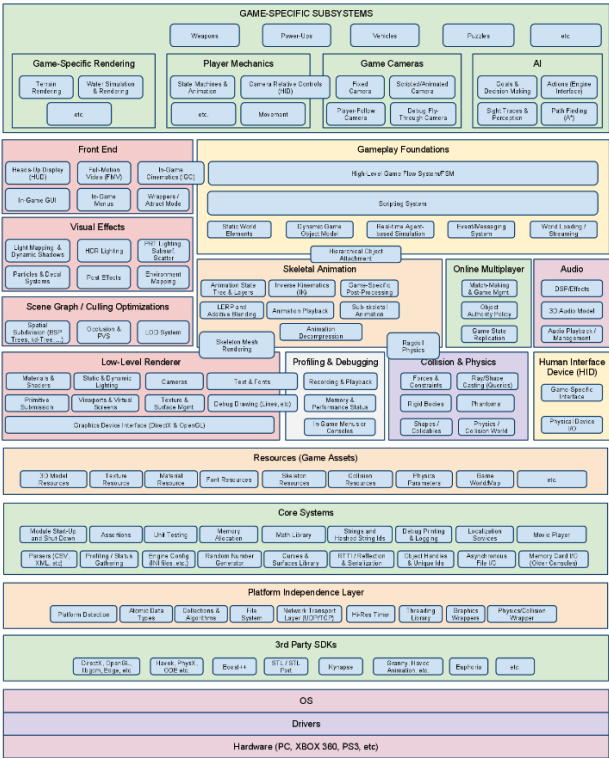 GAME-SPECIFIC SUBSYSTEMS
Weapons
Power-Ups
Vehicles
Puzzles
etc
Game-Specific Rendering
Terrain
Rendering
Water Simulation
& Rendering
etc.
Player Mechanics
State Machines &
Animation
Camera Relative Controls
(HID)
etc.
Movement
Game Cameras
Fixed
Camera
Scripted/Animated
Camera
Player-Follow
Camera
Debug Fly-
Through Camera
AI
Goals &
Decision Making
Actions (Engine
Interface)
Sight Traces &
Perception
Path Finding
(A*)
Front End
Heads-Up Display
(HUD)
Full-Motion
Video (FMV)
In-Game
Cinematics (IGC)
In-Game GUI
In-Game
Menus
Wrappers /
Attract Mode
Gameplay Foundations
High-Level Game Flow System/FSM
Scripting System
Static World
Elements
Dynamic Game
Object Model
Real-time Agent-
based Simulation
Event/Messaging
System
World Loading /
Streaming
Hierarchical Object
Attachment
Visual Effects
Light Mapping &
Dynamic Shadows
HDR Lighting
PRT Lighting,
Subsurf.
Scatter
Particles & Decal
Systems
Post Effects
Environment
Mapping
Skeletal Animation
Animation State
Tree & Layers
Inverse Kinematics
(IK)
Game-Specific
Post-Processing
LERP and
Additive Blending
Animation Playback
Sub-skeletal
Animation
Animation
Decompression
Skeleton Mesh
Rendering
Ragdoll
Physics
Online Multiplayer
Match-Making
& Game Mgmt.
Object
Authority Policy
Game State
Replication
Audio
DSP/Effects
3D Audio Model
Audio Playback /
Management
Scene Graph / Culling Optimizations
Spatial
Subdivision (BSP
Trees, kd-Tree, ...)
Occlusion &
PVS
LOD System
Low-Level Renderer
Materials &
Shaders
Static & Dynamic
Lighting
Cameras
Text & Fonts
Primitive
Submission
Viewports & Virtual
Screens
Texture &
Surface Mgmt
Debug Drawing (Lines, etc)
Graphics Device Interface (DirectX & OpenGL)
Profiling & Debugging
Recording & Playback
Memory &
Performance Status
In-Game Menus or
Consoles
Collision & Physics
Forces &
Constraints
Ray/Shape
Casting (Queries)
Rigid Bodies
Phantoms
Shapes /
Collidables
Physics /
Collision World
Human Interface
Device (HID)
Game-Specific
Interface
Physical Device
I/O
Resources (Game Assets)
3D Model
Resources
Texture
Resource
Material
Resource
Font Resources
Skeleton
Resources
Collision
Resources
Physics
Parameters
Game
World/Map
etc.
Core Systems
Module Start-Up
and Shut Down
Assertions
Unit Testing
Memory
Allocation
Math Library
Strings and
Hashed String Ids
Debug Printing
& Logging
Localization
Services
Movie Player
Parsers (CSV,
XML, etc)
Profiling / Status
Gathering
Engine Config
(INI files, etc.)
Random Number
Generator
Curves &
Surfaces Library
RTTI / Reflection
& Serialization
Object Handles
& Unique Ids
Asynchronous
File I/O
Memory Card I/O
(Older Consoles)
Platform Independence Layer
Platform Detection
Atomic Data
Types
Collections &
Algorithms
File
System
Network Transport
Layer (UDP/TCP)
Hi-Res Timer
Threading
Library
Graphics
Wrappers
Physics/Collision
Wrapper
3rd Party SDKs
DirectX, OpenGL,
libgcm, Edge, etc.
Havok, PhysX,
ODE etc.
Boost++
STL / STL
Port
Kynapse
Granny, Havoc
Animation, etc.
Euphoria
etc.
OS
Drivers
Hardware (PC, XBOX 360, PS3, etc)